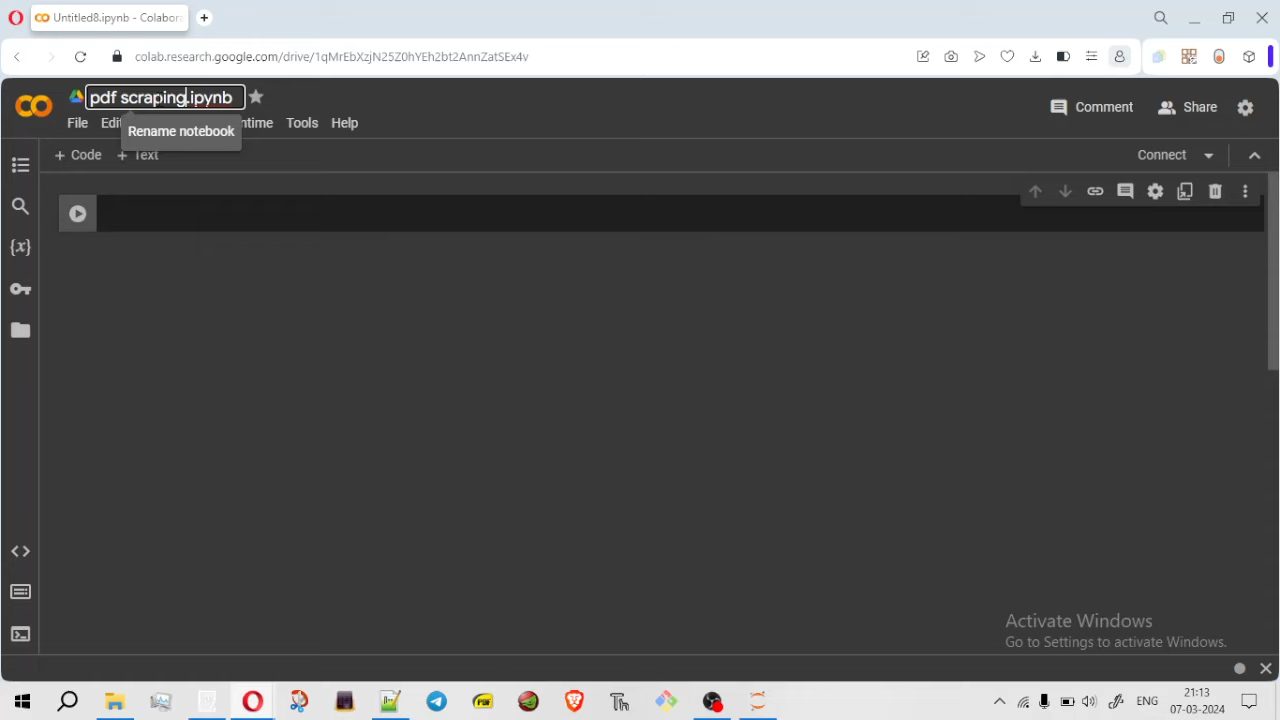 Untitled8.ipynb - Colabora
colab.research.google.com/drive/1qMrEbXzjN25Z0hYEh2bt2AnnZatSEx4v
pdf scraping.ipynb
Comment
Share
File
Edi
ntime
Tools
Help
Rename notebook
+ Code
+ Text
Connect
{x}
Activate Windows
Go to Settings to activate Windows.
ENG
21:13
07-03-2024